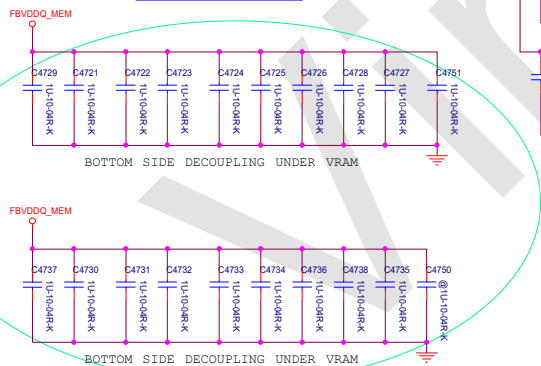 FBVDDQ_MEM
C4729 C4721 C4722 C4723 C4724 C4725 C4726 C4728 C4727 C4751
1U-10-04R-K 1U-10-04R-K 1U-10-04R-K 1U-10-04R-K 1U-10-04R-K 1U-10-04R-K 1U-10-04R-K 1U-10-04R-K 1U-10-04R-K 1U-10-04R-K
BOTTOM SIDE DECOUPLING UNDER VRAM
FBVDDQ_MEM
C4737 C4730 C4731 C4732 C4733 C4734 C4736 C4738 C4735 C4750
1U-10-04R-K 1U-10-04R-K 1U-10-04R-K 1U-10-04R-K 1U-10-04R-K 1U-10-04R-K 1U-10-04R-K 1U-10-04R-K 1U-10-04R-K @1U-10-04R-K
BOTTOM SIDE DECOUPLING UNDER VRAM